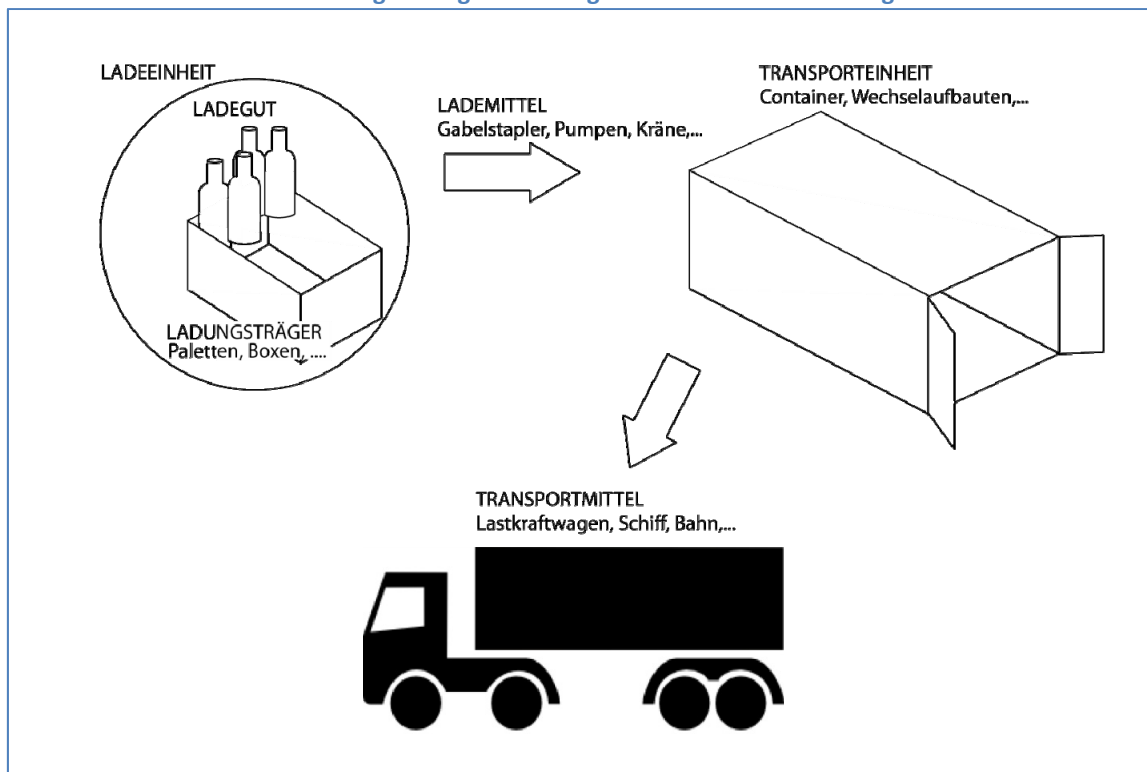 LADEEINHEIT
LADEGUT
LADUNGSTRÄGER
Paletten, Boxen, ....
LADEMITTEL
Gabelstapler, Pumpen, Kräne,...
TRANSPORTEINHEIT
Container, Wechselaufbauten,...
TRANSPORTMITTEL
Lastkraftwagen, Schiff, Bahn,...